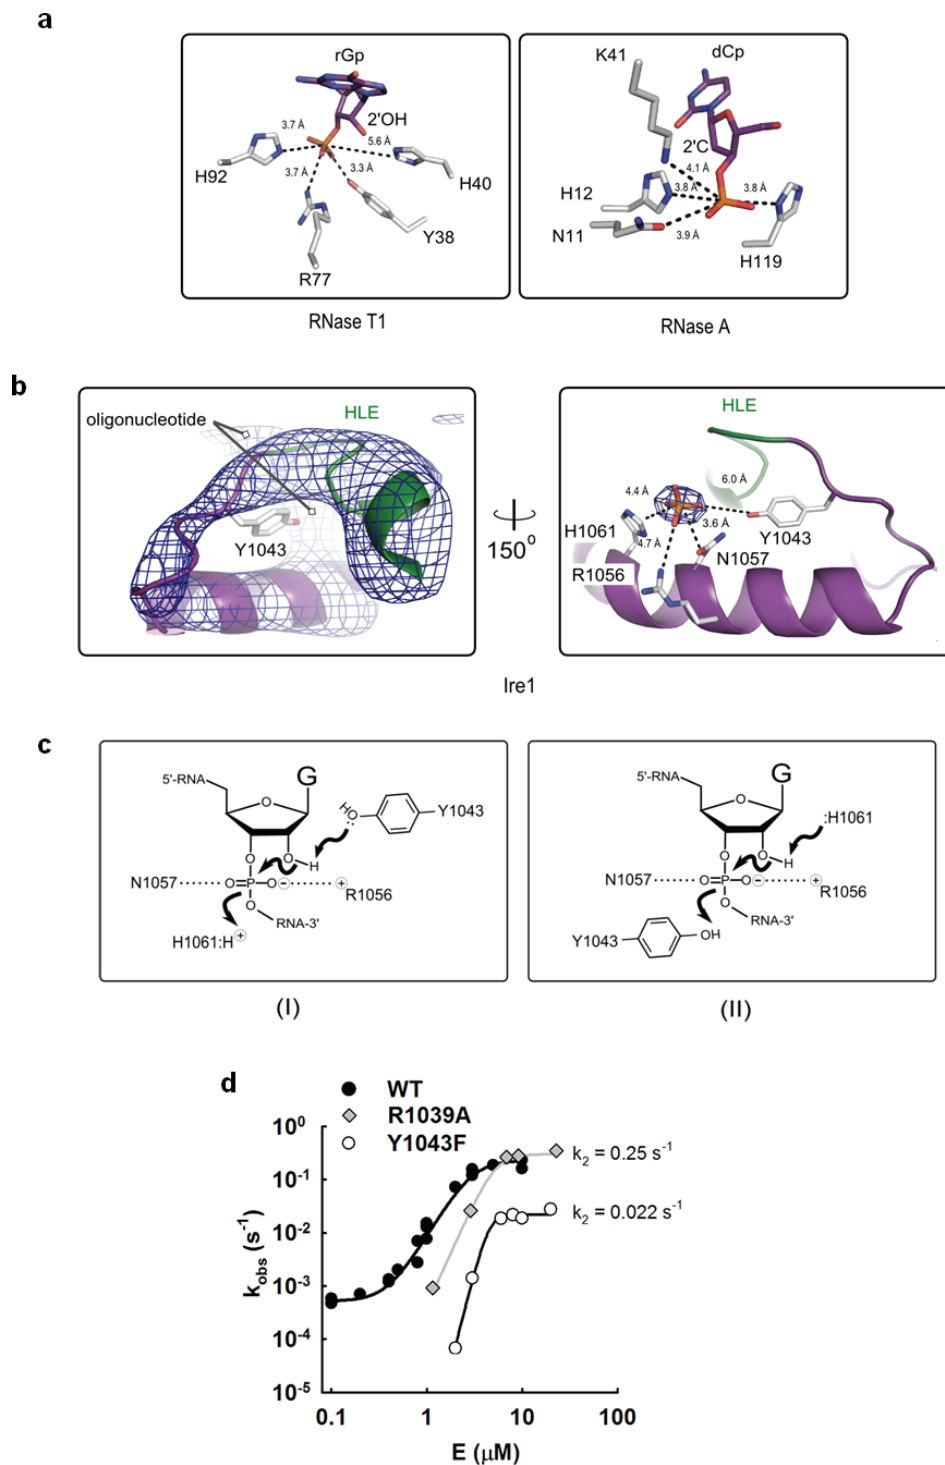 a
rGp
2'OH
3.7 Å
5.6 Å
H92
3.7 Å
3.3 Å
H40
Y38
R77
RNase T1
K41
dCp
2'C
4.1 Å
H12
3.8 Å
3.8 Å
N11
3.9 Å
H119
RNase A
b
oligonucleotide
HLE
Y1043
150°
HLE
6.0 Å
4.4 Å
H1061
3.6 Å
Y1043
4.7 Å
R1056
N1057
Ire1
c
5'-RNA
G
HO
Y1043
O
O
O
H
N1057
O=P-O
R1056
O
RNA-3'
H1061:H
(I)
5'-RNA
G
:H1061
O
O
O
H
N1057
O=P-O
R1056
O
RNA-3'
Y1043
OH
(II)
d
WT
R1039A
Y1043F
10⁰
10⁻¹
10⁻²
10⁻³
10⁻⁴
10⁻⁵
k₂ = 0.25 s⁻¹
k₂ = 0.022 s⁻¹
k_obs (s⁻¹)
0.1 1 10 100
E (μM)